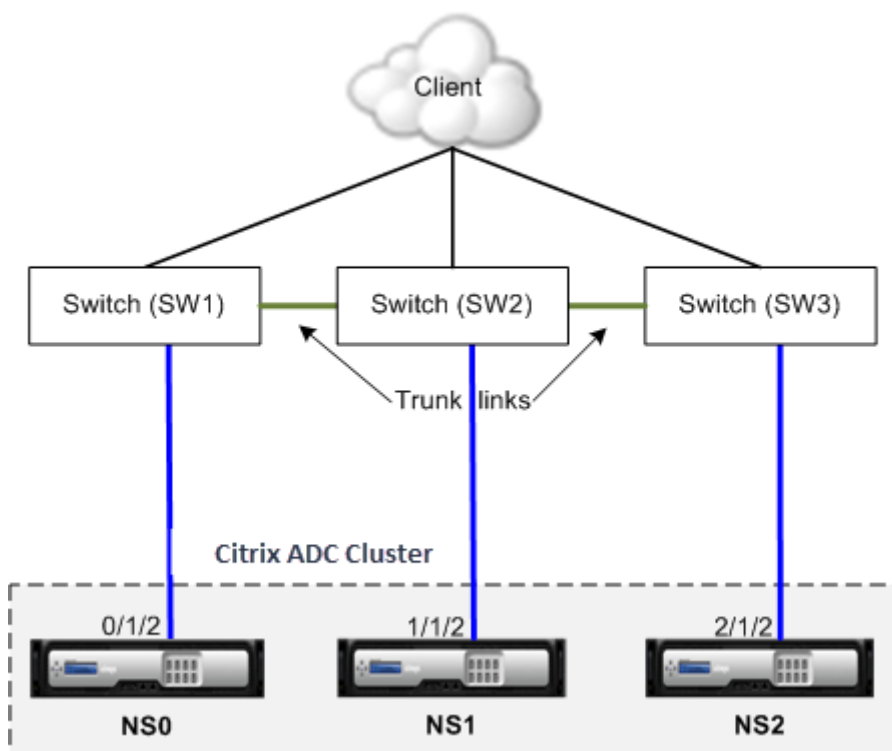 Client
Switch (SW1)
Switch (SW2)
Switch (SW3)
Trunk links
Citrix ADC Cluster
0/1/2
1/1/2
2/1/2
NS0
NS1
NS2